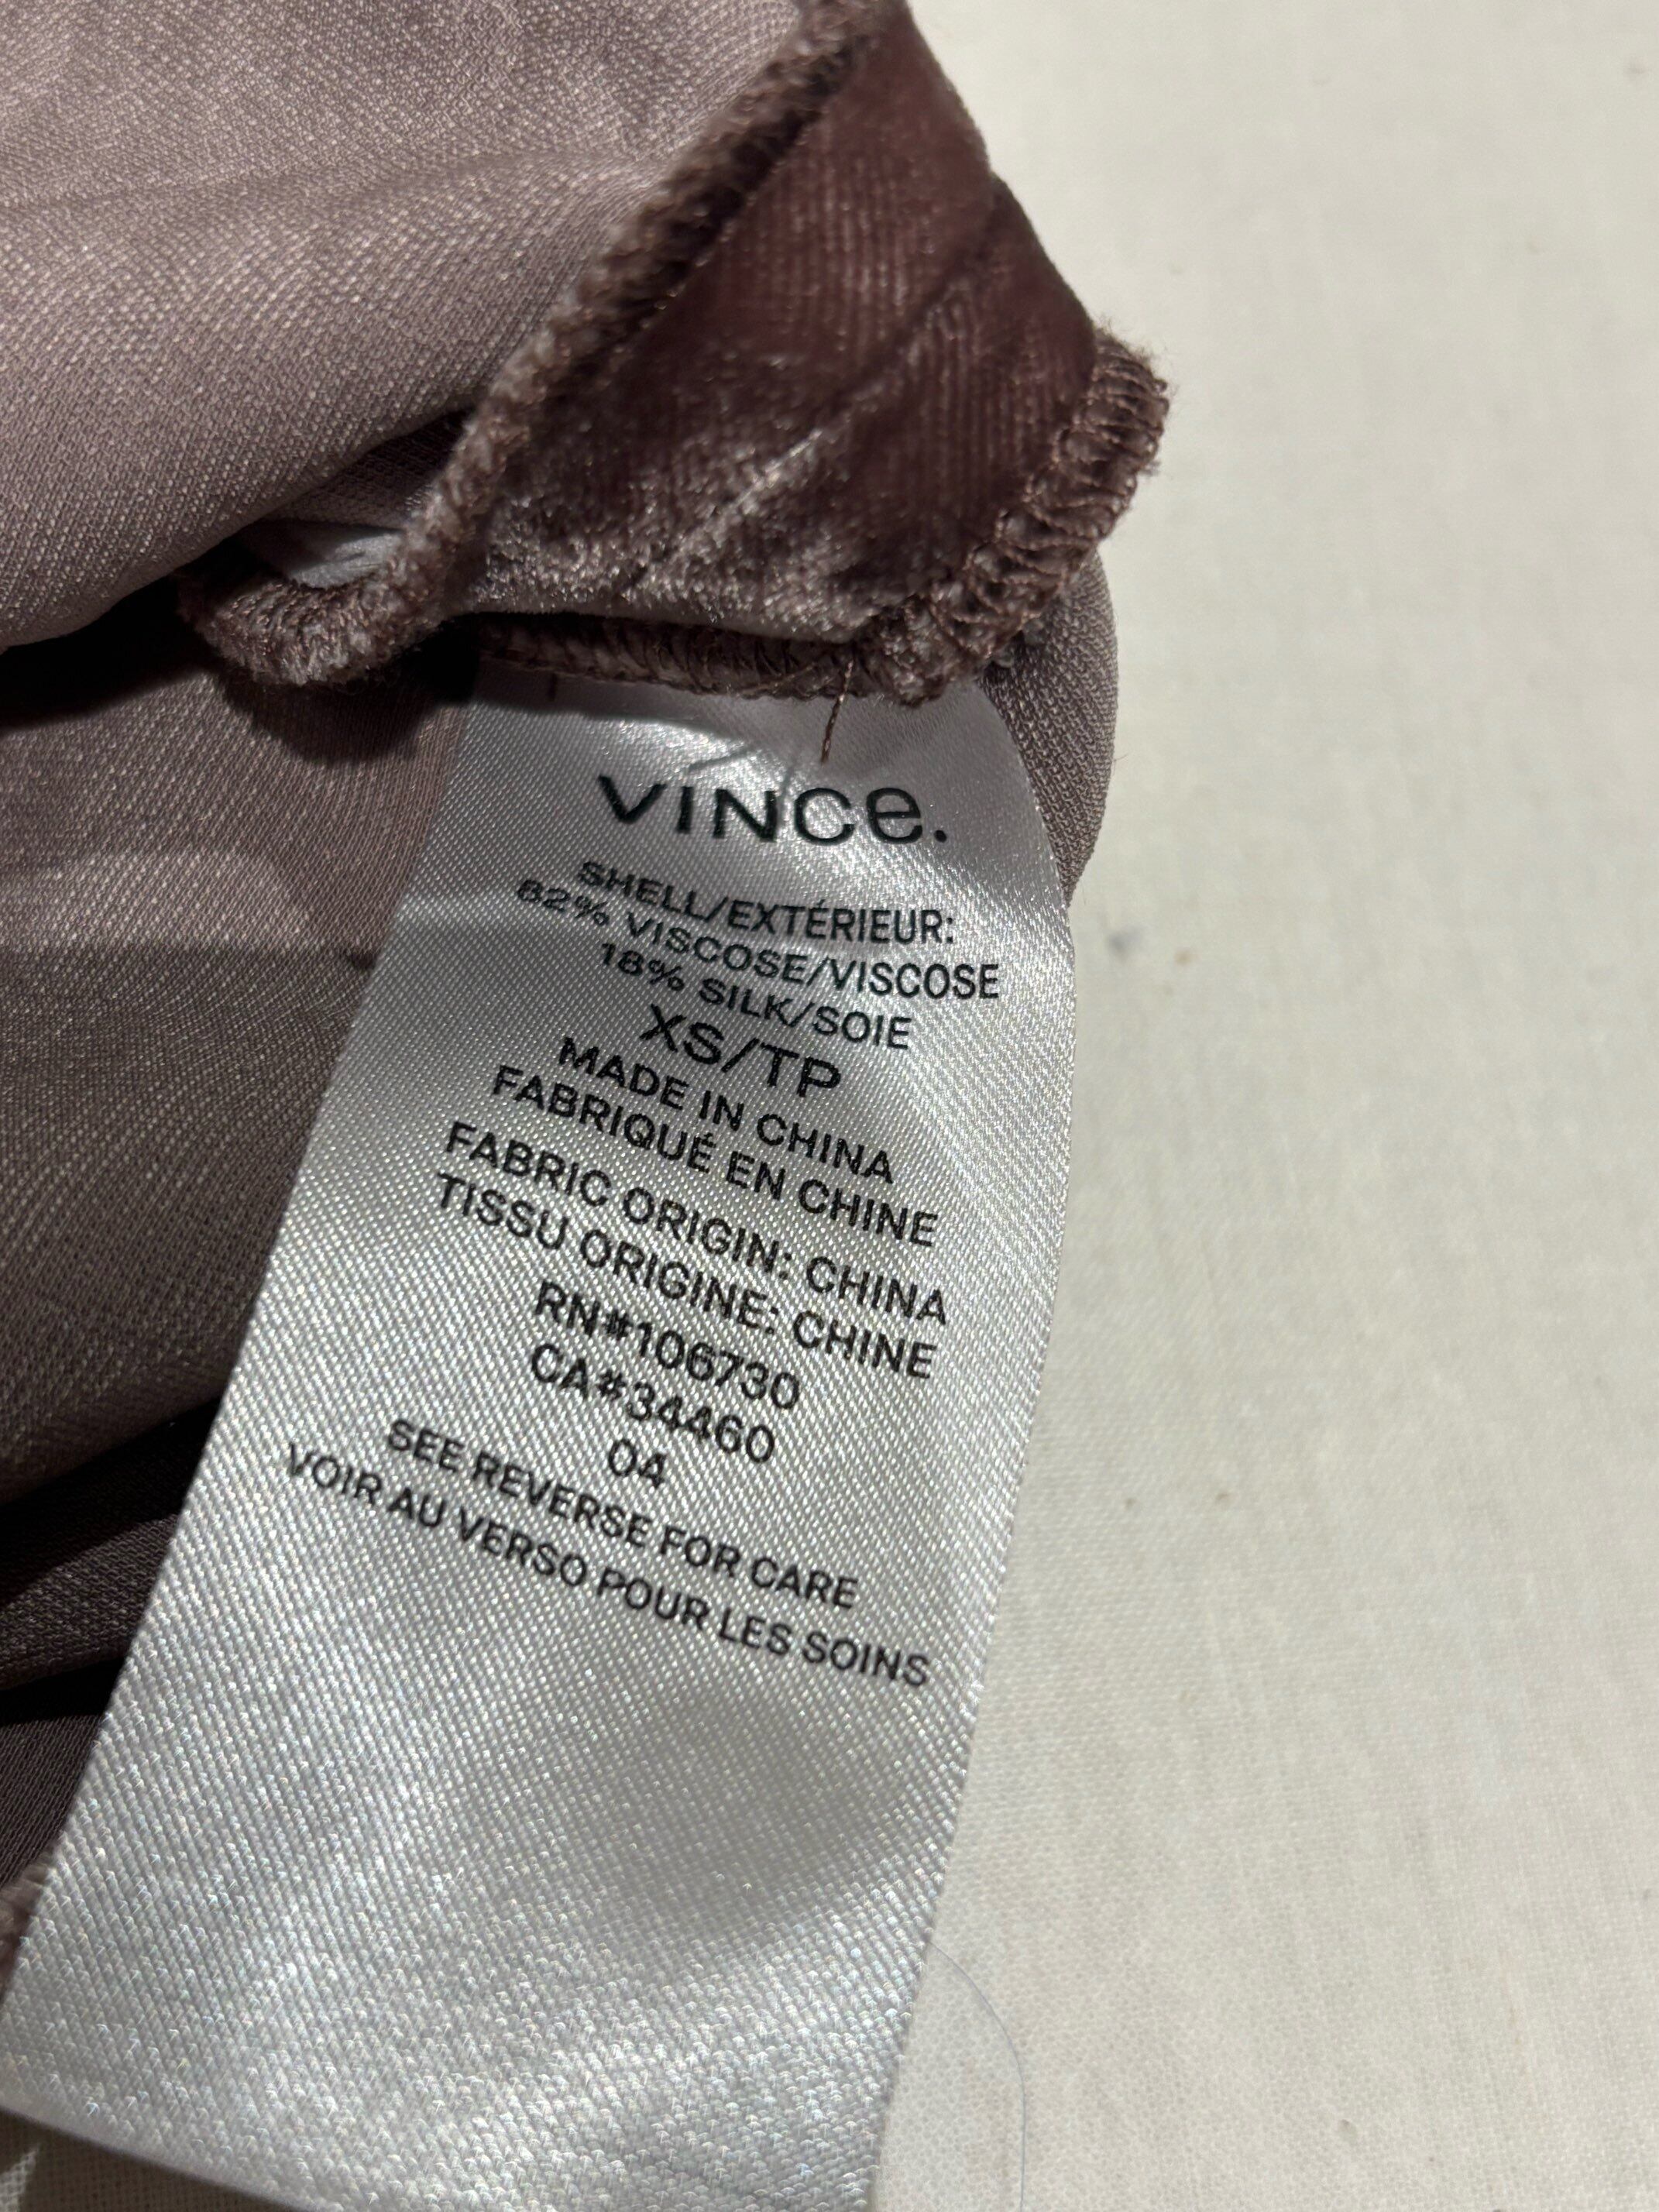 VINCe.
SHELL/EXTÉRIEUR:
82% VISCOSE/VISCOSE
18% SILK/SOIE
XS/TP
MADE IN CHINA
FABRIQUÉ EN CHINE
FABRIC ORIGIN: CHINA
TISSU ORIGINE: CHINE
RN#106730
CA#34460
04
SEE REVERSE FOR CARE
VOIR AU VERSO POUR LES SOINS